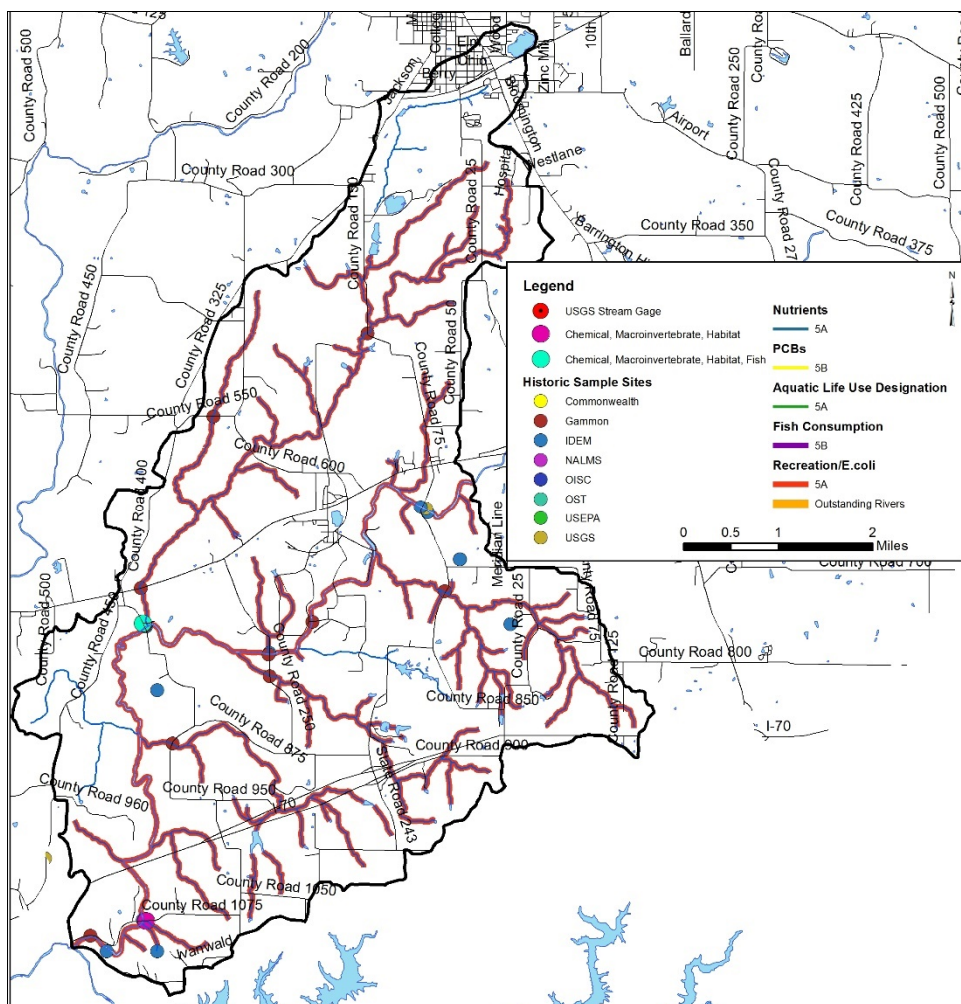 County Road 500
County Road 200
Jackson
Berry
Ohio
Wood
Zinc Mill
10th
Ballard
County Road 250
County Road 425
County Road 500
Bloomington
Airport
Hospital
Westlane
County Road 300
County Road 150
County Road 25
County Road 350
County Road 375
County Road 27
County Road 450
County Road 325
County Road 50
County Road 550
County Road 75
County Road 600
County Road 400
Meridian Line
County Road 25
County Road 125
County Road 700
County Road 800
County Road 500
County Road 450
County Road 250
County Road 850
County Road 875
County Road 900
I-70
I-70
State Road 243
County Road 950
County Road 960
County Road 1050
County Road 1075
Wanwald
N
Legend
USGS Stream Gage
Chemical, Macroinvertebrate, Habitat
Chemical, Macroinvertebrate, Habitat, Fish
Historic Sample Sites
Commonwealth
Gammon
IDEM
NALMS
OISC
OST
USEPA
USGS
Nutrients
5A
PCBs
5B
Aquatic Life Use Designation
5A
Fish Consumption
5B
Recreation/E.coli
5A
Outstanding Rivers
0 0.5 1 2
Miles